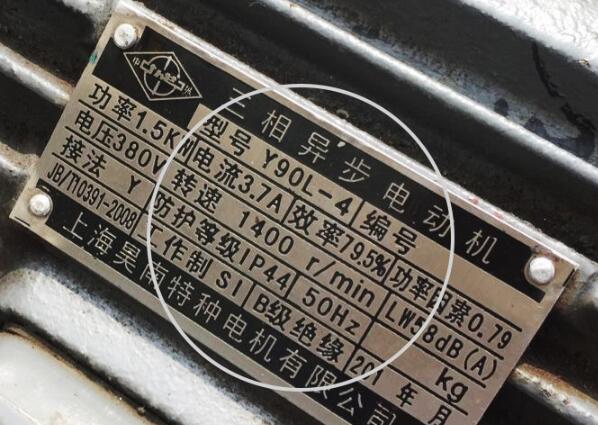 三相异步电动机
型号 Y90L-4 编号
功率1.5KW 电流3.7A 效率79.5% 功率因素0.79
电压380V 转速 1400 r/min LW58dB(A)
接法 Y 防护等级IP44 50Hz kg
JB/T10391-2008 工作制 S1 B级绝缘 201 年 月
上海昊南特种电机有限公司